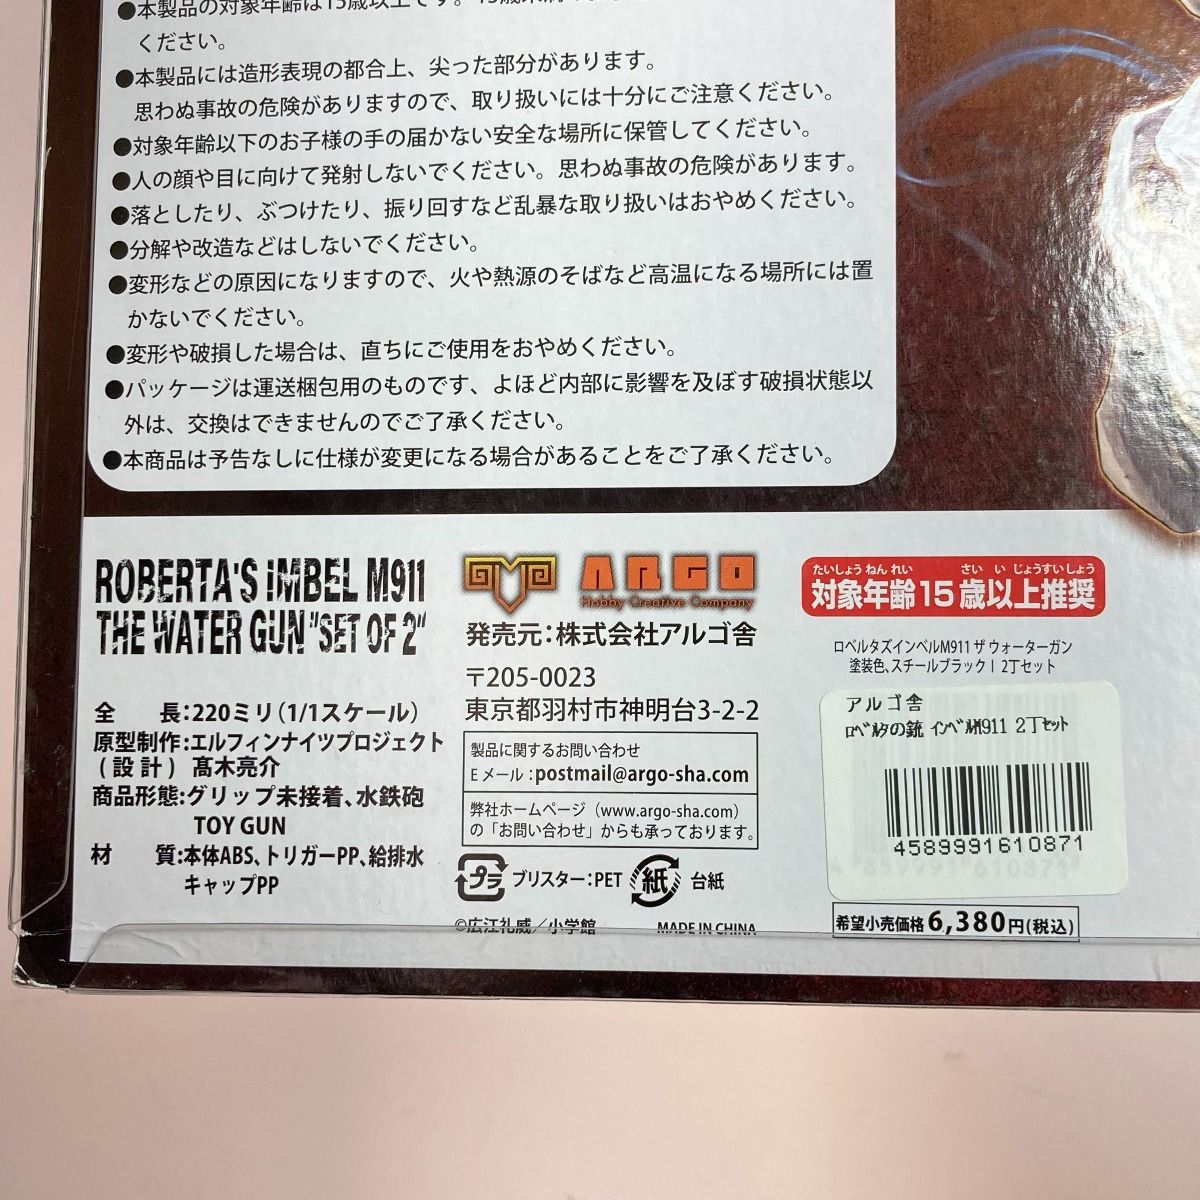 ●本製品の対象年齢は15歳以上です。15歳未満
ください。
●本製品には造形表現の都合上、尖った部分があります。
思わぬ事故の危険がありますので、取り扱いには十分にご注意ください。
●対象年齢以下のお子様の手の届かない安全な場所に保管してください。
●人の顔や目に向けて発射しないでください。思わぬ事故の危険があります。
●落としたり、ぶつけたり、振り回すなど乱暴な取り扱いはおやめください。
●分解や改造などはしないでください。
●変形などの原因になりますので、火や熱源のそばなど高温になる場所には置
かないでください。
●変形や破損した場合は、直ちにご使用をおやめください。
●パッケージは運送梱包用のものです、よほど内部に影響を及ぼす破損状態以
外は、交換はできませんのでご了承ください。
●本商品は予告なしに仕様が変更になる場合があることをご了承ください。
ROBERTA'S iMBEL M911
THE WATER GUN "SET OF 2"
全　長:220ミリ(1/1スケール)
原型制作:エルフィンナイツプロジェクト
(設計) 髙木亮介
商品形態:グリップ未接着、水鉄砲
TOY GUN
材　質:本体ABS、トリガーPP、給排水
キャップPP
ARGO
Hobby Creative Company
発売元:株式会社アルゴ舎
〒205-0023
東京都羽村市神明台3-2-2
製品に関するお問い合わせ
Eメール:postmail@argo-sha.com
弊社ホームページ(www.argo-sha.com)
の「お問い合わせ」からも承っております。
プラ ブリスター:PET 紙 台紙
©広江礼威/小学館 MADE IN CHINA
たいしょうねんれい さいいじょうすいしょう
対象年齢15歳以上推奨
ロベルタズインベルM911 ザ ウォーターガン
塗装色、スチールブラック | 2丁セット
アルゴ舎
ﾛﾍﾞﾙﾀの銃 ｲﾝﾍﾞﾙM911 2丁ｾｯﾄ
4589991610871
希望小売価格6,380円(税込)